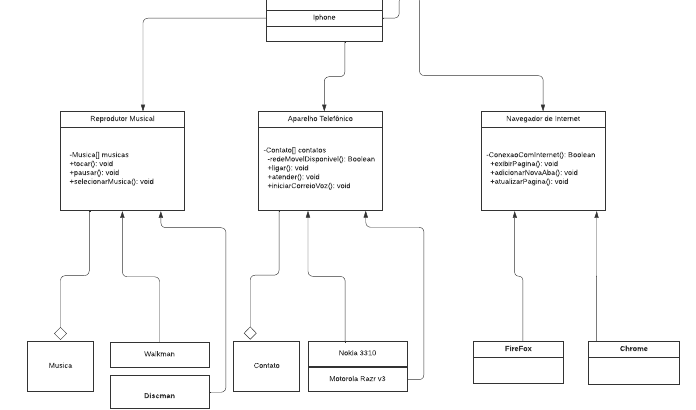 Iphone
Reprodutor Musical
-Musica[] musicas
+tocar(): void
+pausar(): void
+selecionarMusica(): void
Aparelho Telefônico
-Contato[] contatos
-redeMovelDisponivel(): Boolean
+ligar(): void
+atender(): void
+iniciarCorreioVoz(): void
Navegador de Internet
-ConexaoComInternet(): Boolean
+exibirPagina(): void
+adicionarNovaAba(): void
+atualizarPagina(): void
Musica
Walkman
Discman
Contato
Nokia 3310
Motorola Razr v3
FireFox
Chrome